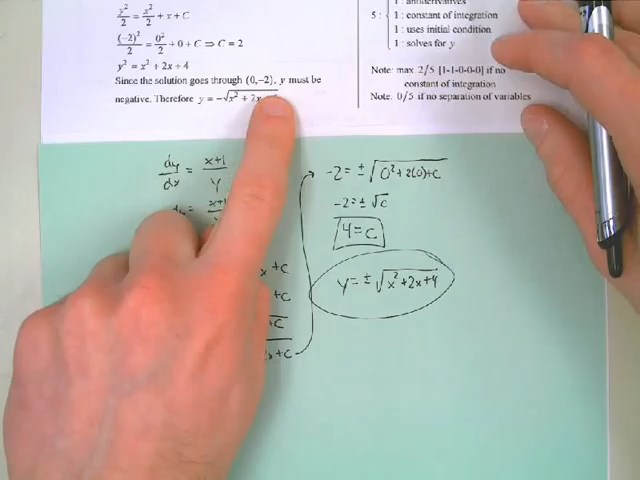 y²/2 = x²/2 + x + C
(-2)²/2 = 0²/2 + 0 + C ⇒ C = 2
y² = x² + 2x + 4
Since the solution goes through (0,-2), y must be
negative. Therefore y = -√x² + 2x
5 :
1 : antiderivatives
1 : constant of integration
1 : uses initial condition
1 : solves for y
Note: max 2/5 [1-1-0-0-0] if no
constant of integration
Note: 0/5 if no separation of variables
dy/dx = x+1/y
x + C
+ C
+ C
x + C
-2 = ± √0² + 2(0) + C
-2 = ± √C
4 = C
y = ± √x² + 2x + 4